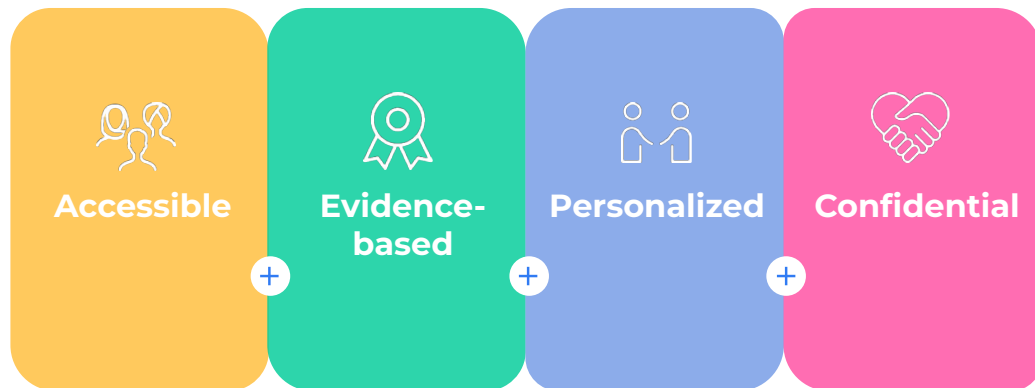 Accessible
Evidence-
based
Personalized
Confidential